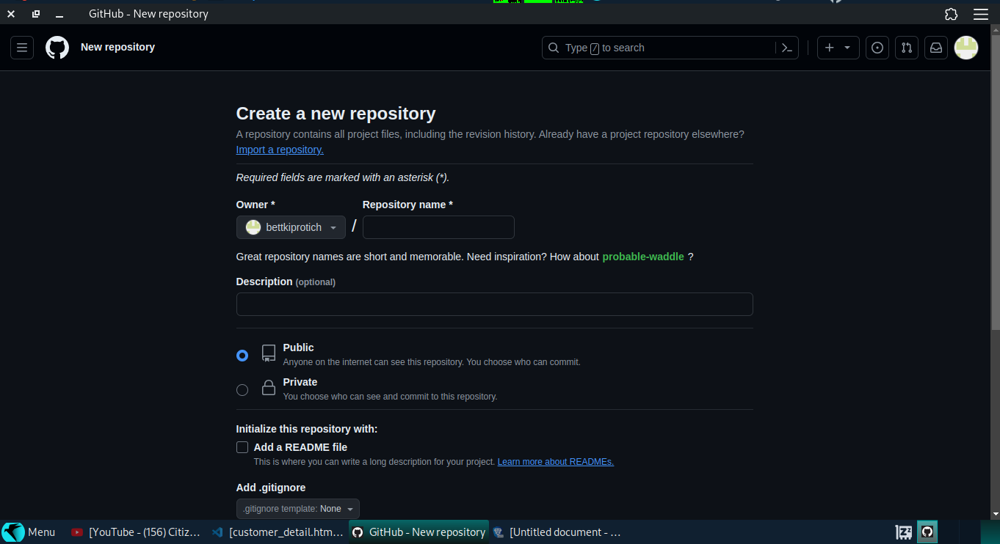 GitHub - New repository
New repository
Type / to search
Create a new repository
A repository contains all project files, including the revision history. Already have a project repository elsewhere?
Import a repository.
Required fields are marked with an asterisk (*).
Owner *
Repository name *
bettkiprotich
/
Great repository names are short and memorable. Need inspiration? How about probable-waddle ?
Description (optional)
Public
Anyone on the internet can see this repository. You choose who can commit.
Private
You choose who can see and commit to this repository.
Initialize this repository with:
Add a README file
This is where you can write a long description for your project. Learn more about READMEs.
Add .gitignore
.gitignore template: None
Menu
[YouTube - (156) Citiz...
[customer_detail.htm...
GitHub - New repository
[Untitled document - ...